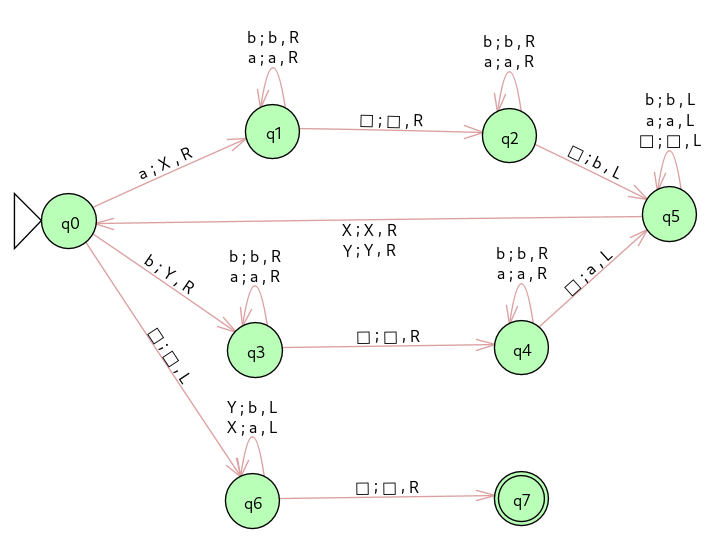 b;b,R
a;a,R
b;b,R
a;a,R
b;b,L
a;a,L
□;□,L
q1
□;□,R
q2
□;b,L
a;X,R
q0
q5
X;X,R
Y;Y,R
b;Y,R
b;b,R
a;a,R
b;b,R
a;a,R
□;a,L
□;□,L
q3
□;□,R
q4
Y;b,L
X;a,L
q6
□;□,R
q7